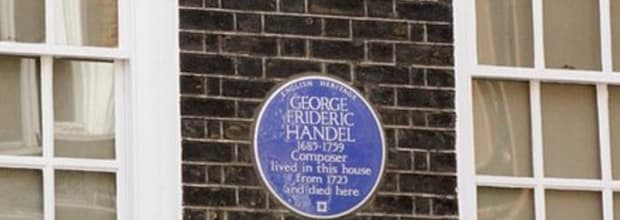 ENGLISH HERITAGE
GEORGE
FRIDERIC
HANDEL
1685-1759
Composer
lived in this house
from 1723
and died here